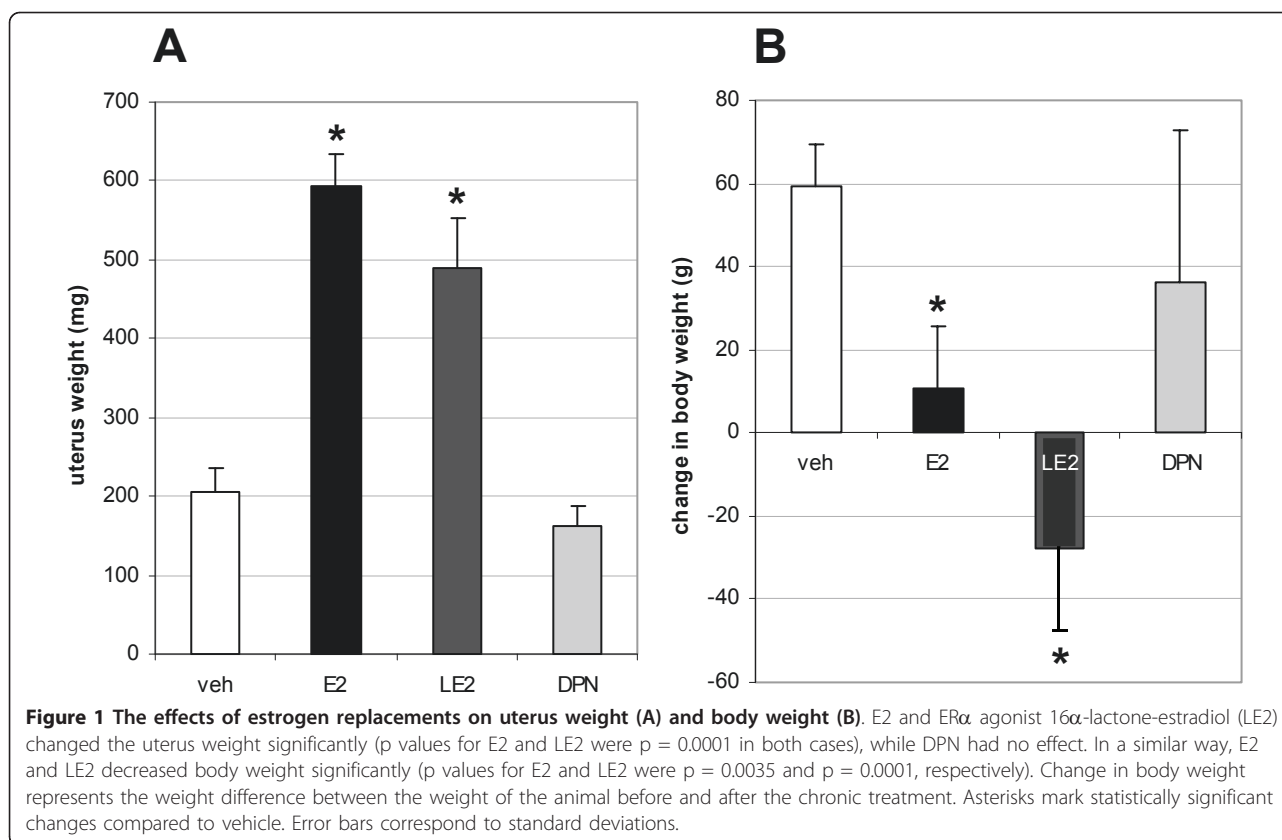 A
B
uterus weight (mg)
700
600
500
400
300
200
100
0
*
*
veh E2 LE2 DPN
change in body weight (g)
80
60
40
20
0
-20
-40
-60
*
*
veh E2 LE2 DPN
Figure 1 The effects of estrogen replacements on uterus weight (A) and body weight (B). E2 and ERα agonist 16α-lactone-estradiol (LE2)
changed the uterus weight significantly (p values for E2 and LE2 were p = 0.0001 in both cases), while DPN had no effect. In a similar way, E2
and LE2 decreased body weight significantly (p values for E2 and LE2 were p = 0.0035 and p = 0.0001, respectively). Change in body weight
represents the weight difference between the weight of the animal before and after the chronic treatment. Asterisks mark statistically significant
changes compared to vehicle. Error bars correspond to standard deviations.